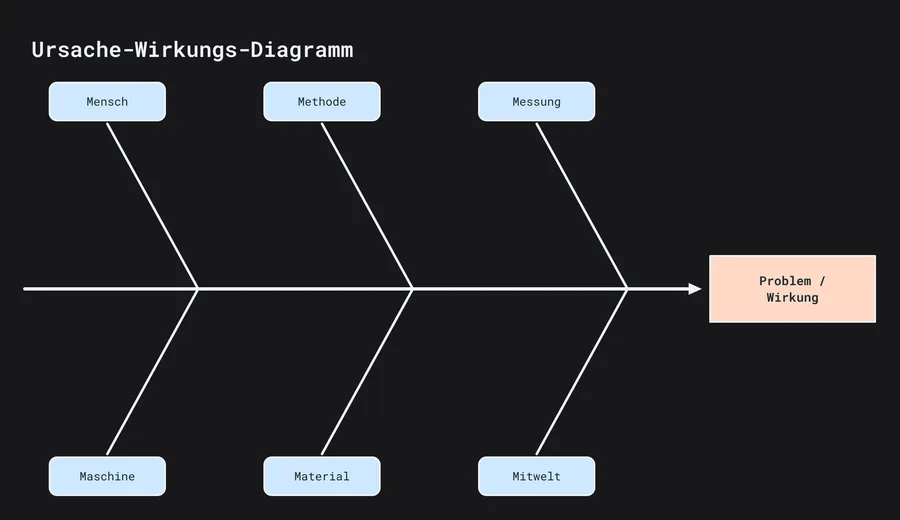 Ursache-Wirkungs-Diagramm
Mensch
Methode
Messung
Problem /
Wirkung
Maschine
Material
Mitwelt